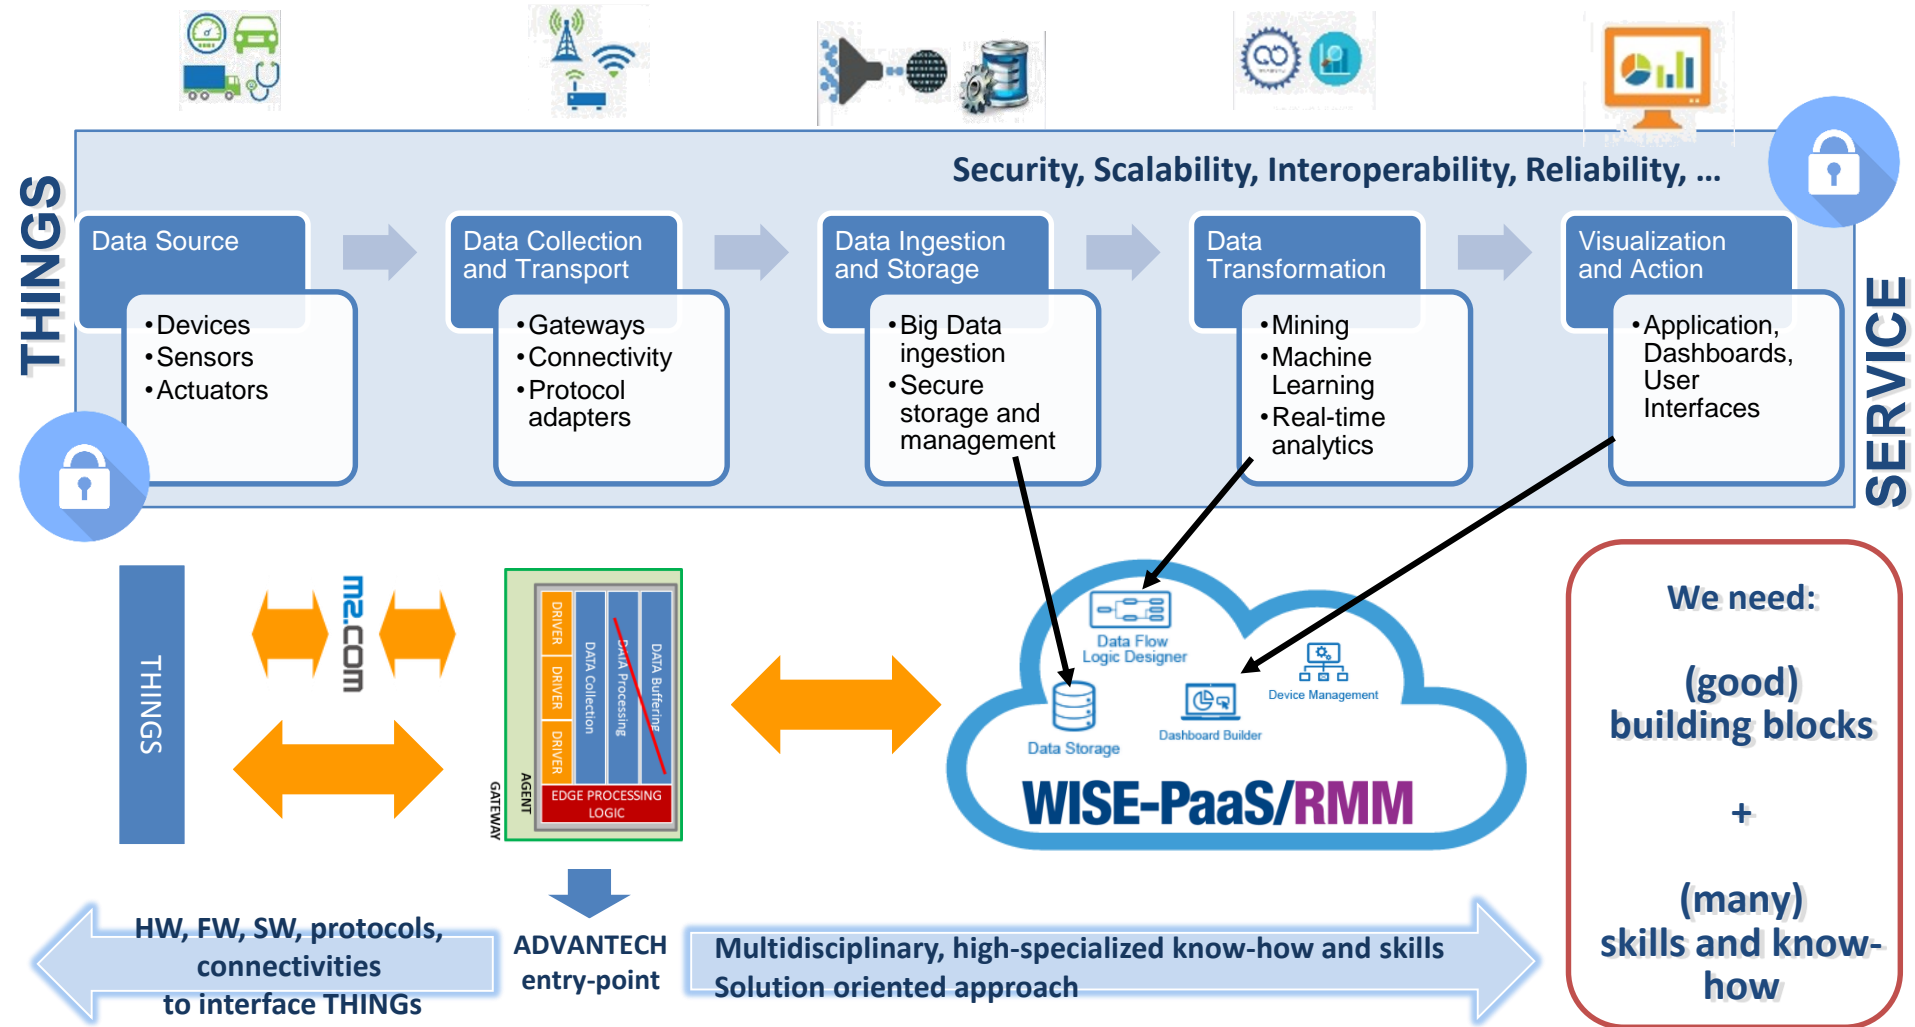 Security, Scalability, Interoperability, Reliability, ...
THINGS
Data Source
•Devices
•Sensors
•Actuators
Data Collection
and Transport
•Gateways
•Connectivity
•Protocol
adapters
Data Ingestion
and Storage
•Big Data
ingestion
•Secure
storage and
management
Data
Transformation
•Mining
•Machine
Learning
•Real-time
analytics
Visualization
and Action
•Application,
Dashboards,
User
Interfaces
SERVICE
THINGS
m2.com
DRIVER
DRIVER
DRIVER
DATA Collection
DATA Processing
DATA Buffering
EDGE PROCESSING
LOGIC
AGENT
GATEWAY
Data Flow
Logic Designer
Device Management
Data Storage
Dashboard Builder
WISE-PaaS/RMM
We need:
(good)
building blocks
+
(many)
skills and know-
how
HW, FW, SW, protocols,
connectivities
to interface THINGs
ADVANTECH
entry-point
Multidisciplinary, high-specialized know-how and skills
Solution oriented approach